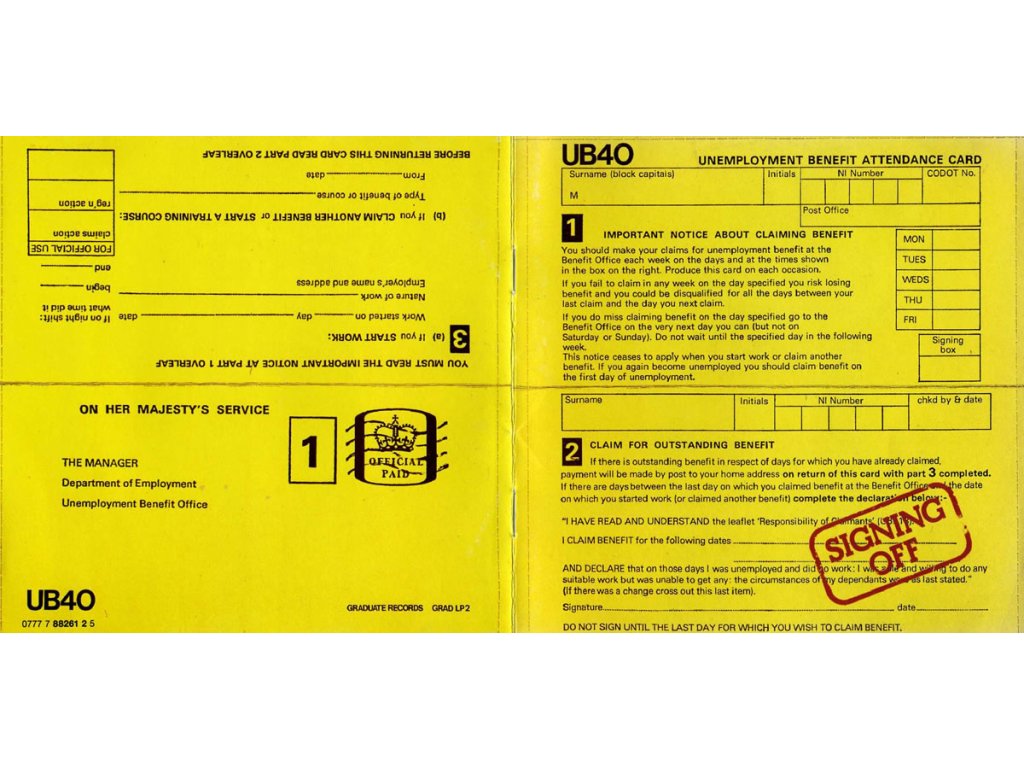 YOU MUST READ THE IMPORTANT NOTICE AT PART 1 OVERLEAF
3 (a) If you START WORK:
Work started on day date
Nature of work
Employer's name and address
If on night shift:
what time did it
begin
end
(b) If you CLAIM ANOTHER BENEFIT or START A TRAINING COURSE:
Type of benefit or course
From date
BEFORE RETURNING THIS CARD READ PART 2 OVERLEAF
FOR OFFICIAL USE
claims action
reg'n action
ON HER MAJESTY'S SERVICE
1
OFFICIAL
PAID
THE MANAGER
Department of Employment
Unemployment Benefit Office
UB40
GRADUATE RECORDS GRAD LP2
0777 7 88261 2 5
UB40 UNEMPLOYMENT BENEFIT ATTENDANCE CARD
Surname (block capitals) Initials NI Number CODOT No.
M
Post Office
1 IMPORTANT NOTICE ABOUT CLAIMING BENEFIT
You should make your claims for unemployment benefit at the
Benefit Office each week on the days and at the times shown
in the box on the right. Produce this card on each occasion.
If you fail to claim in any week on the day specified you risk losing
benefit and you could be disqualified for all the days between your
last claim and the day you next claim.
If you do miss claiming benefit on the day specified go to the
Benefit Office on the very next day you can (but not on
Saturday or Sunday). Do not wait until the specified day in the following
week.
This notice ceases to apply when you start work or claim another
benefit. If you again become unemployed you should claim benefit on
the first day of unemployment.
MON
TUES
WEDS
THU
FRI
Signing
box
Surname Initials NI Number chkd by & date
2 CLAIM FOR OUTSTANDING BENEFIT
If there is outstanding benefit in respect of days for which you have already claimed,
payment will be made by post to your home address on return of this card with part 3 completed.
If there are days between the last day on which you claimed benefit at the Benefit Office the date
on which you started work (or claimed another benefit) complete the declaration below:-
"I HAVE READ AND UNDERSTAND the leaflet 'Responsibility of Claimants'
I CLAIM BENEFIT for the following dates
AND DECLARE that on those days I was unemployed and did no work: I was and willing to do any
suitable work but was unable to get any: the circumstances of my dependants were as last stated."
(If there was a change cross out this last item).
SIGNING
OFF
Signature date
DO NOT SIGN UNTIL THE LAST DAY FOR WHICH YOU WISH TO CLAIM BENEFIT.